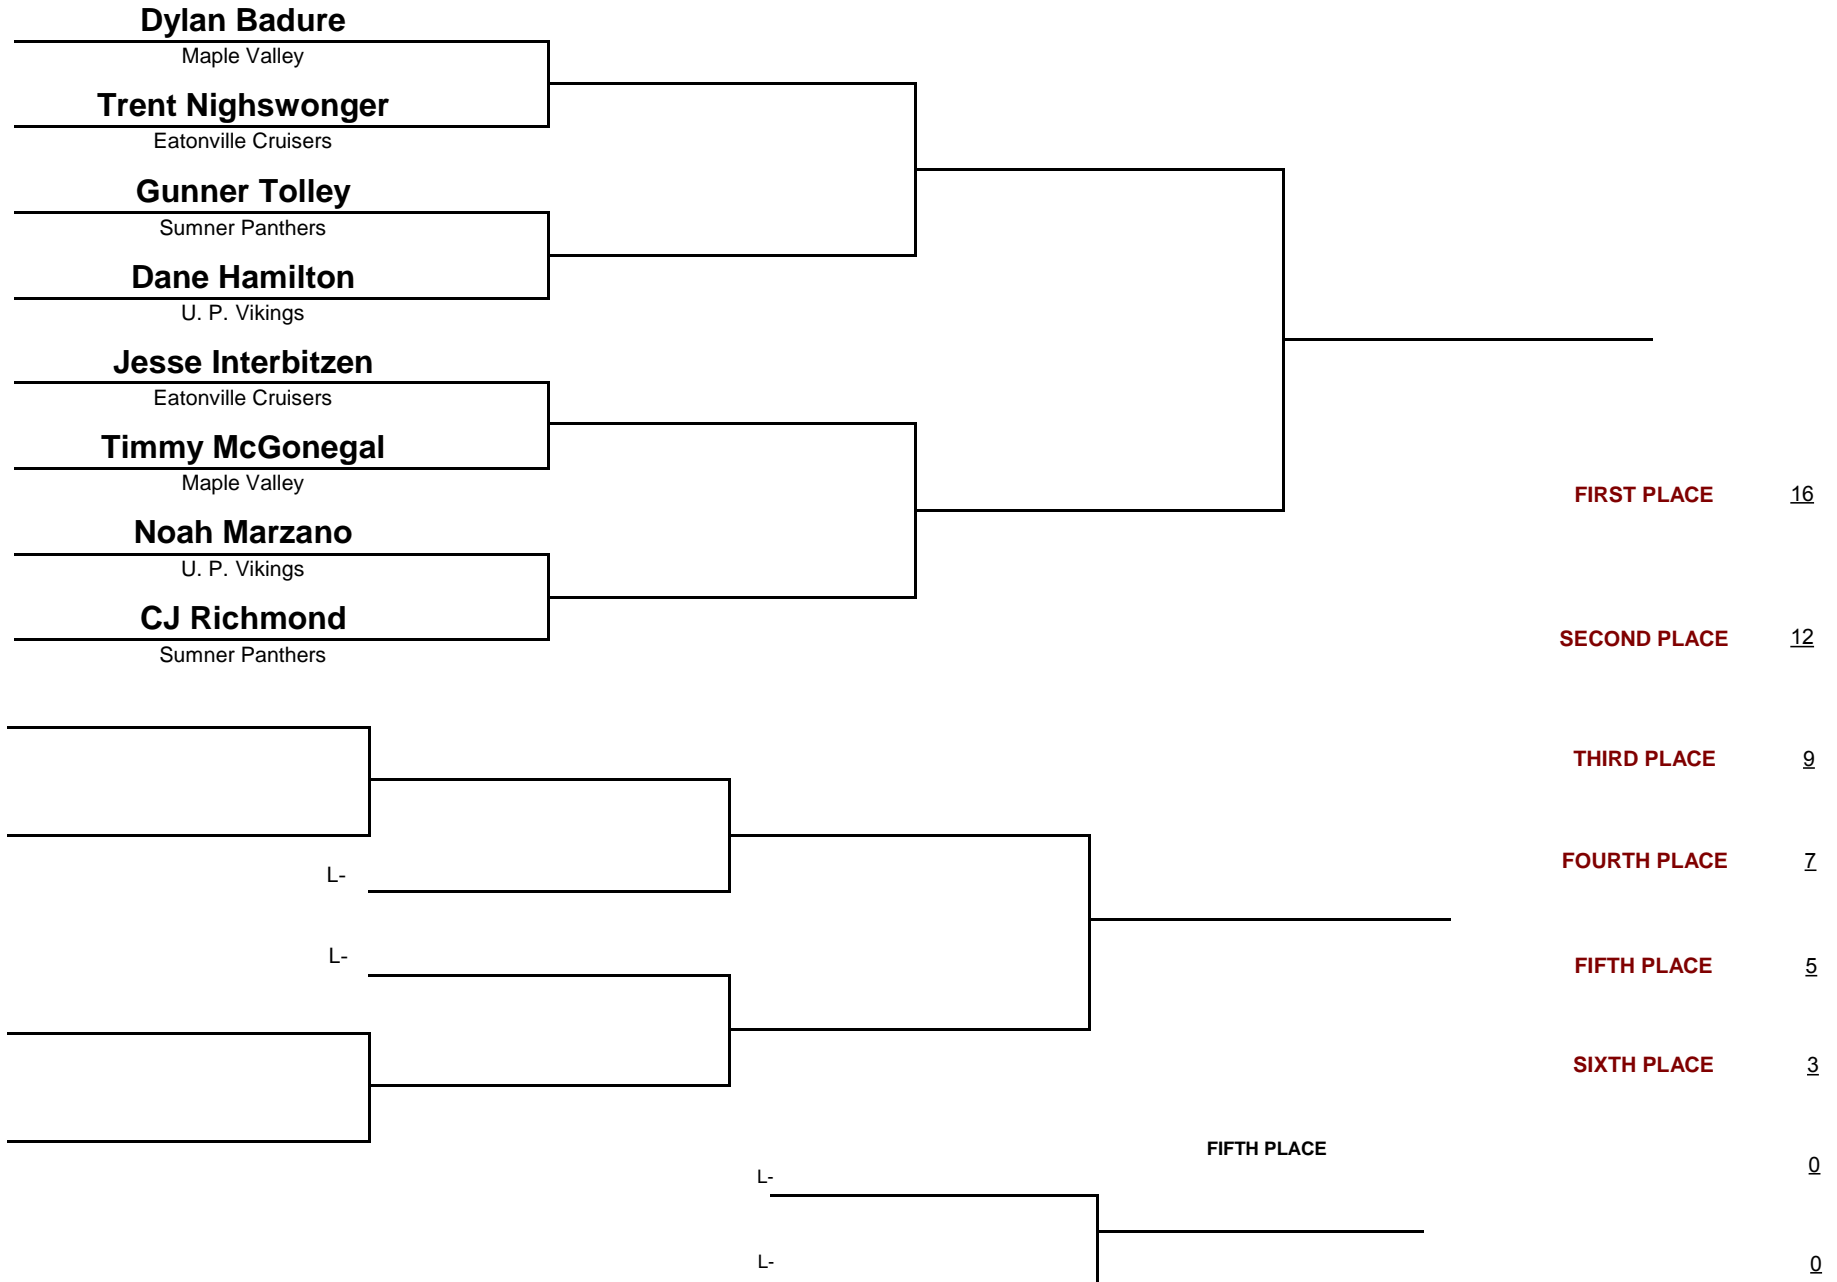 Dylan Badure
Maple Valley
Trent Nighswonger
Eatonville Cruisers
Gunner Tolley
Sumner Panthers
Dane Hamilton
U. P. Vikings
Jesse Interbitzen
Eatonville Cruisers
Timmy McGonegal
Maple Valley
FIRST PLACE 16
Noah Marzano
U. P. Vikings
CJ Richmond
SECOND PLACE 12
Sumner Panthers
THIRD PLACE 9
FOURTH PLACE 7
L-
L-
FIFTH PLACE 5
SIXTH PLACE 3
FIFTH PLACE
0
L-
L-
0